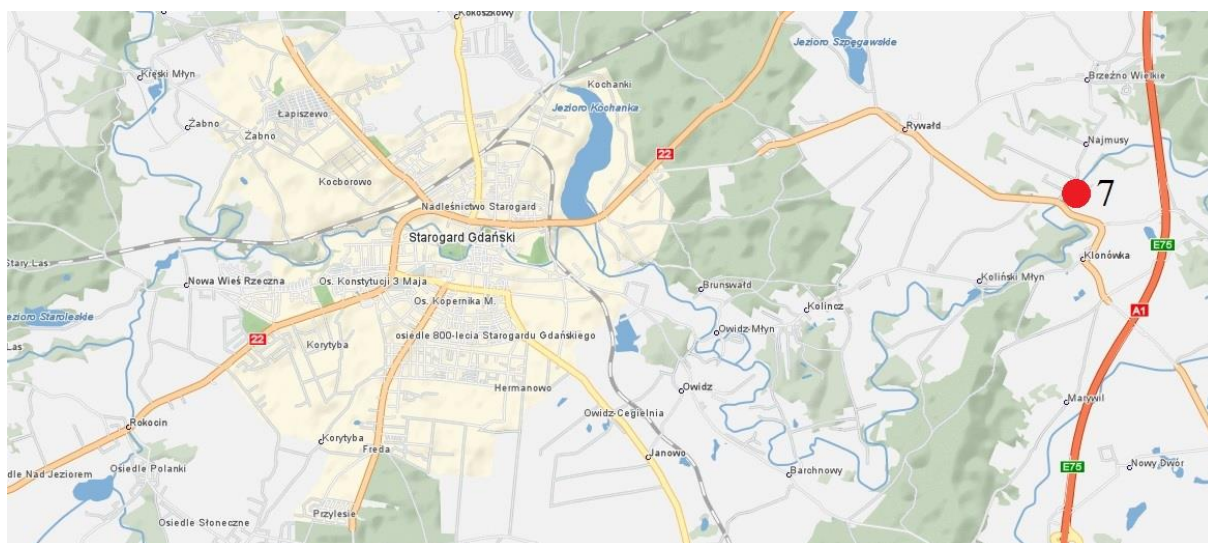 Kokoszkowy
Jezioro Szpęgawskie
Kręski Młyn
Kochanki
Brzeźno Wielkie
Łapiszewo
Jezioro Kochanka
Żabno
Żabno
Rywałd
Najmusy
22
Kocborowo
7
Nadleśnictwo Starogard
Starogard Gdański
E75
Stary Las
Klonówka
Nowa Wieś Rzeczna
Os. Konstytucji 3 Maja
Koliński Młyn
Brunswałd
Os. Kopernika M.
Kolincz
A1
Jezioro Staroleskie
Owidz-Młyn
22
osiedle 800-lecia Starogardu Gdańskiego
Las
Korytyba
Hermanowo
Owidz
Marywil
Owidz-Cegielnia
Rokocin
Korytyba
Freda
Janowo
E75
Nowy Dwór
edle Nad Jeziorem
Osiedle Polanki
Barchnowy
Przylesie
Osiedle Słoneczne